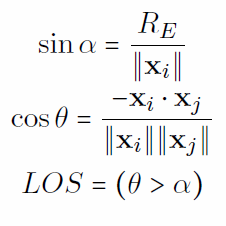 sin α = R_E / ‖x_i‖
cos θ = −x_i · x_j / ‖x_i‖‖x_j‖
LOS = (θ > α)